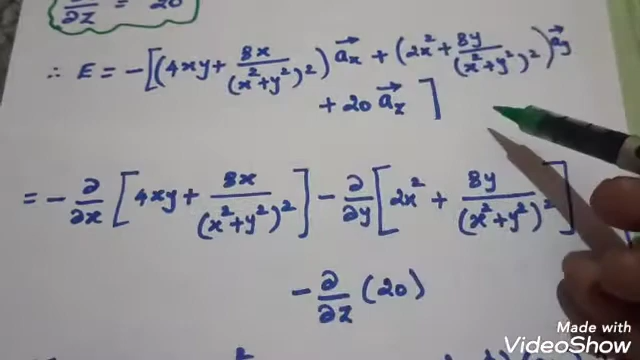 ∂/∂z = 20
∴ E = -[(4xy + 8x/(x²+y²)²) a⃗x + (2x² + 8y/(x²+y²)²) a⃗y
+ 20 a⃗z ]
= - ∂/∂x [4xy + 8x/(x²+y²)²] - ∂/∂y [2x² + 8y/(x²+y²)²]
- ∂/∂z (20)
Made with
VideoShow